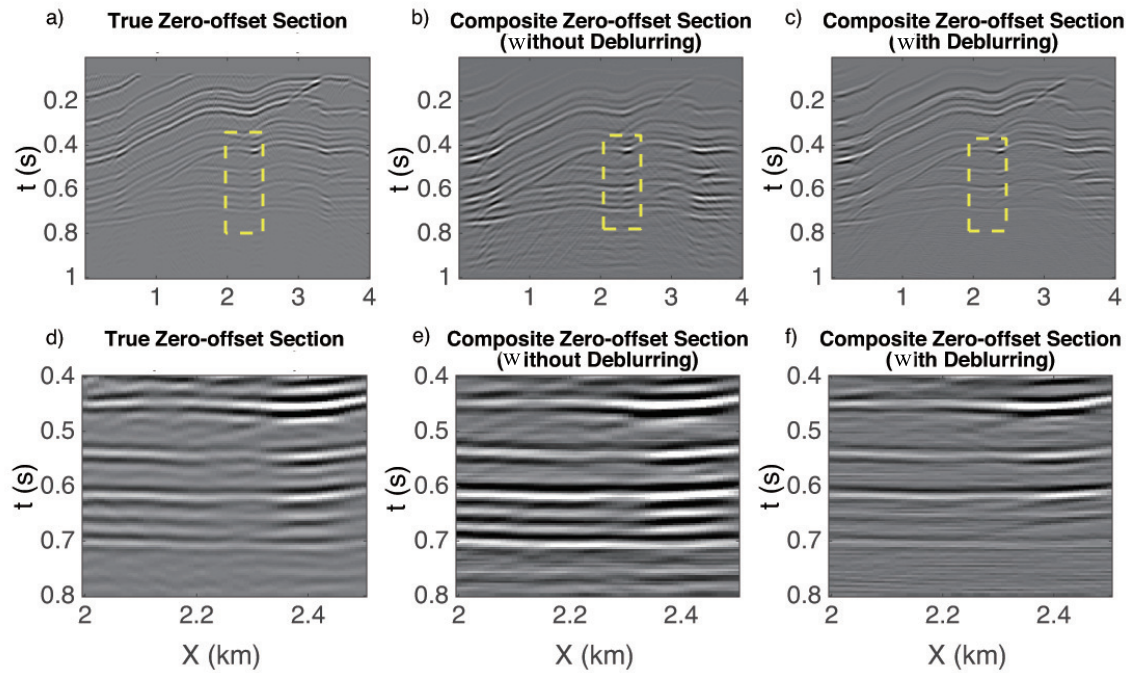 a) True Zero-offset Section
b) Composite Zero-offset Section
(without Deblurring)
c) Composite Zero-offset Section
(with Deblurring)
t (s)
0.2
0.4
0.6
0.8
1
1 2 3 4
t (s)
0.2
0.4
0.6
0.8
1
1 2 3 4
t (s)
0.2
0.4
0.6
0.8
1
1 2 3 4
d) True Zero-offset Section
e) Composite Zero-offset Section
(without Deblurring)
f) Composite Zero-offset Section
(with Deblurring)
t (s)
0.4
0.5
0.6
0.7
0.8
2 2.2 2.4
X (km)
t (s)
0.4
0.5
0.6
0.7
0.8
2 2.2 2.4
X (km)
t (s)
0.4
0.5
0.6
0.7
0.8
2 2.2 2.4
X (km)